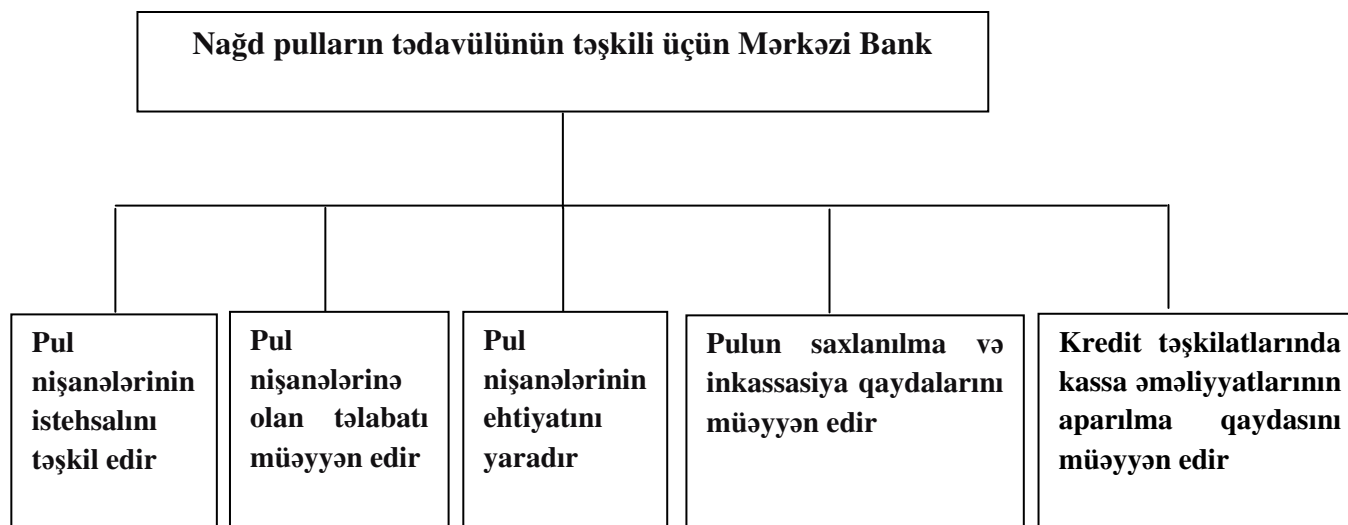 Nağd pulların tədavülünün təşkili üçün Mərkəzi Bank
Pul
nişanələrinin
istehsalını
təşkil edir
Pul
nişanələrinə
olan təlabatı
müəyyən edir
Pul
nişanələrinin
ehtiyatını
yaradır
Pulun saxlanılma və
inkassasiya qaydalarını
müəyyən edir
Kredit təşkilatlarında
kassa əməliyyatlarının
aparılma qaydasını
müəyyən edir